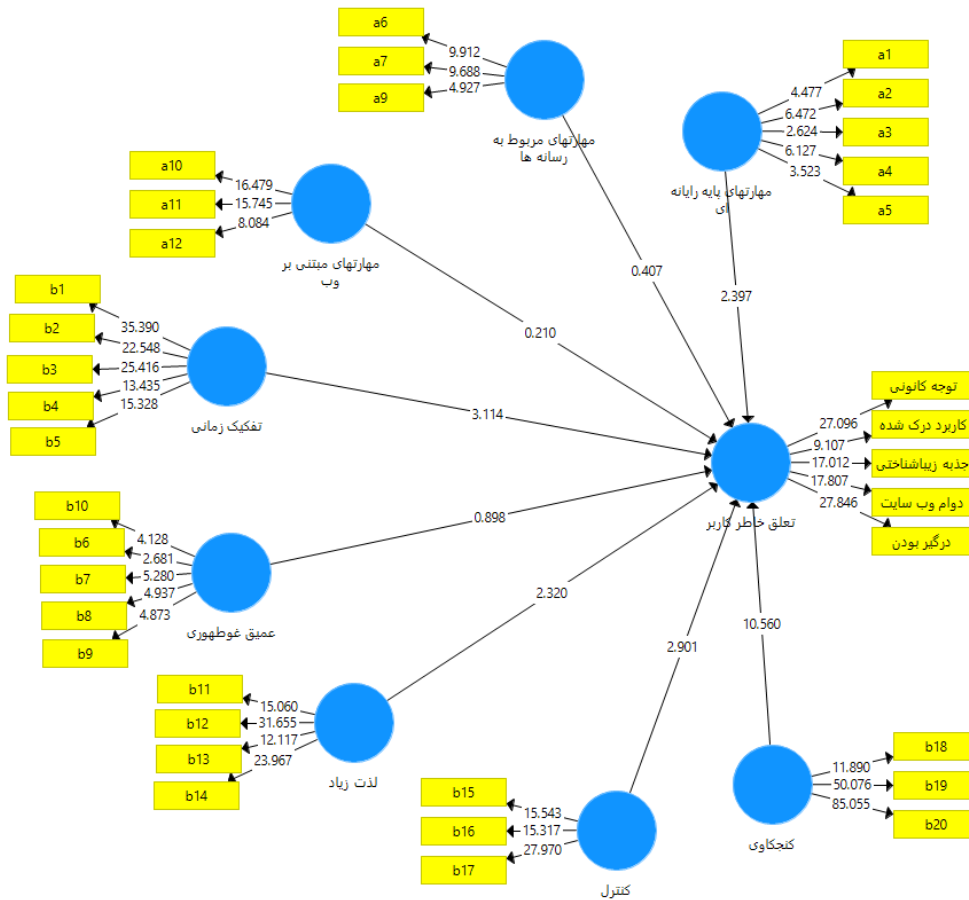 a6
a7
a9
9.912
9.688
4.927
مهارتهای مربوط به
رسانه ها
a1
a2
a3
a4
a5
4.477
6.472
2.624
6.127
3.523
مهارتهای پایه رایانه
ای
a10
a11
a12
16.479
15.745
8.084
مهارتهای مبتنی بر
وب
0.407
2.397
0.210
b1
b2
b3
b4
b5
35.390
22.548
25.416
13.435
15.328
تفکیک زمانی
3.114
توجه کانونی
کاربرد درک شده
جذبه زیباشناختی
دوام وب سایت
درگیر بودن
27.096
9.107
17.012
17.807
27.846
تعلق خاطر کاربر
b10
b6
b7
b8
b9
4.128
2.681
5.280
4.937
4.873
عمیق غوطهوری
0.898
2.320
2.901
10.560
b11
b12
b13
b14
15.060
31.655
12.117
23.967
لذت زیاد
b15
b16
b17
15.543
15.317
27.970
کنترل
b18
b19
b20
11.890
50.076
85.055
کنجکاوی